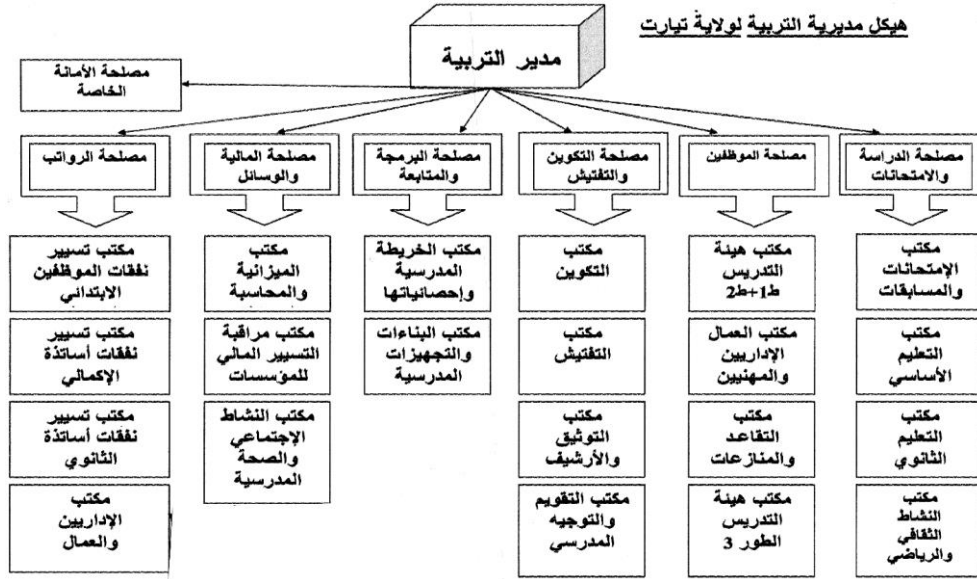 هيكل مديرية التربية لولاية تيارت
مدير التربية
مصلحة الأمانة
الخاصة
مصلحة الدراسة
والامتحانات
مصلحة الموظفين
مصلحة التكوين
والتفتيش
مصلحة البرمجة
والمتابعة
مصلحة المالية
والوسائل
مصلحة الرواتب
مكتب
الإمتحانات
والمسابقات
مكتب
التعليم
الأساسي
مكتب
التعليم
الثانوي
مكتب
النشاط
الثقافي
والرياضي
مكتب هيئة
التدريس
ط1+ط2
مكتب العمال
الإداريين
والمهنيين
مكتب
التقاعد
والمنازعات
مكتب هيئة
التدريس
الطور 3
مكتب
التكوين
مكتب
التفتيش
مكتب
التوثيق
والأرشيف
مكتب التقويم
والتوجيه
المدرسي
مكتب الخريطة
المدرسية
وإحصائياتها
مكتب البناءات
والتجهيزات
المدرسية
مكتب
الميزانية
والمحاسبة
مكتب مراقبة
التسيير المالي
للمؤسسات
مكتب النشاط
الإجتماعي
والصحة
المدرسية
مكتب تسيير
نفقات الموظفين
الابتدائي
مكتب تسيير
نفقات أساتذة
الإكمالي
مكتب تسيير
نفقات أساتذة
الثانوي
مكتب
الإداريين
والعمال